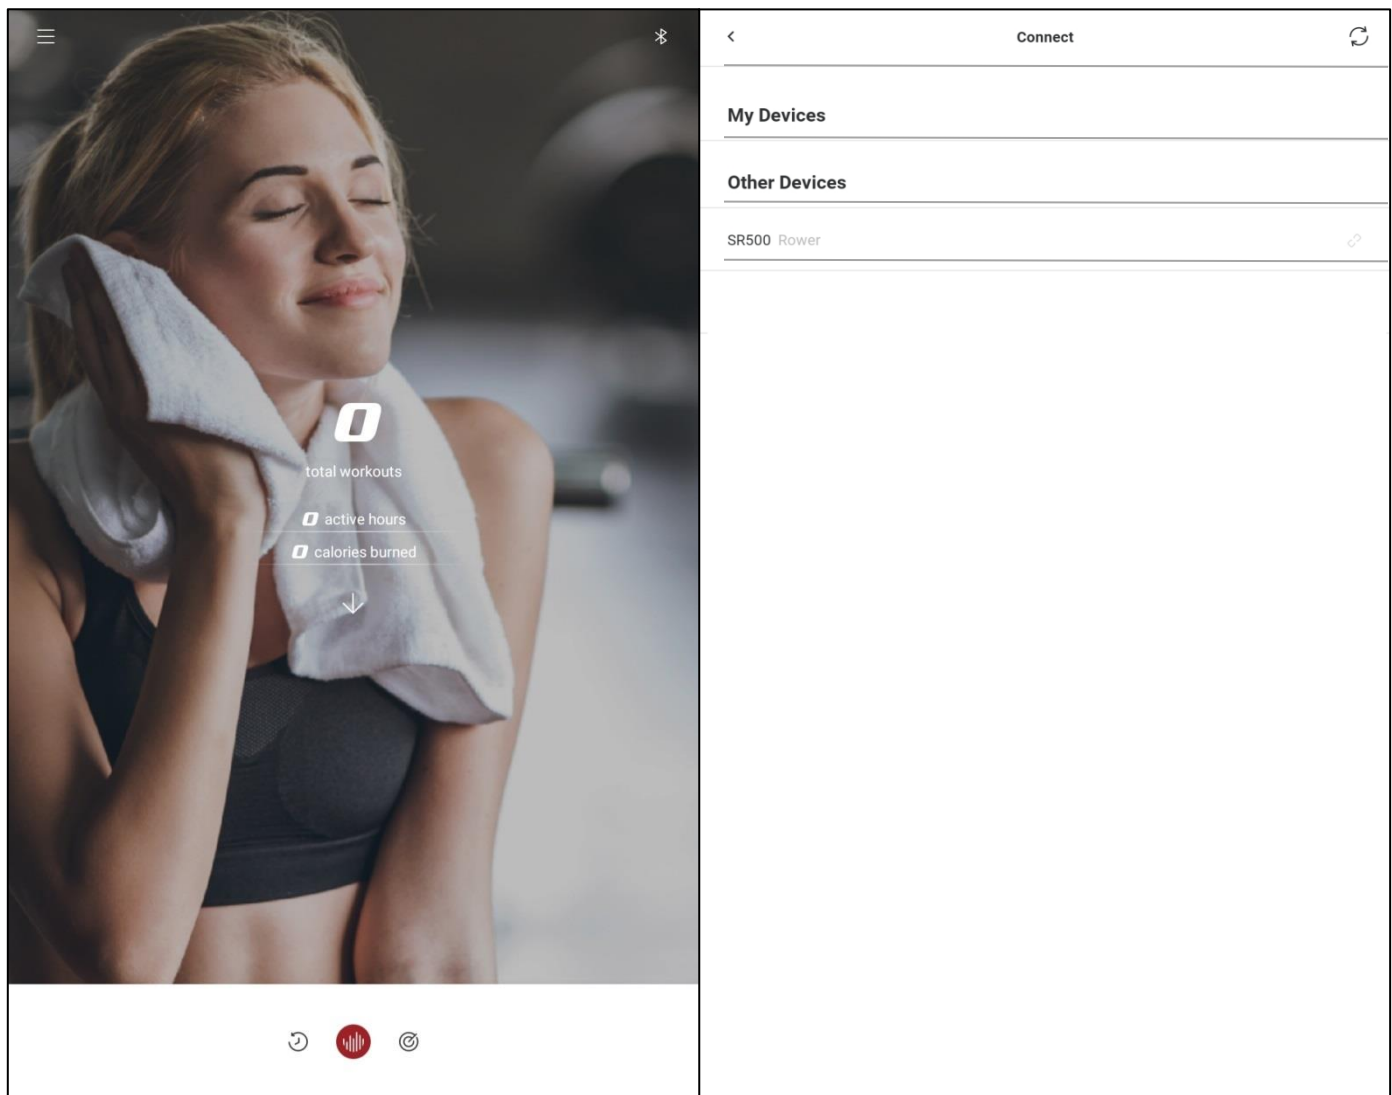 0
total workouts
0 active hours
0 calories burned
Connect
My Devices
Other Devices
SR500 Rower